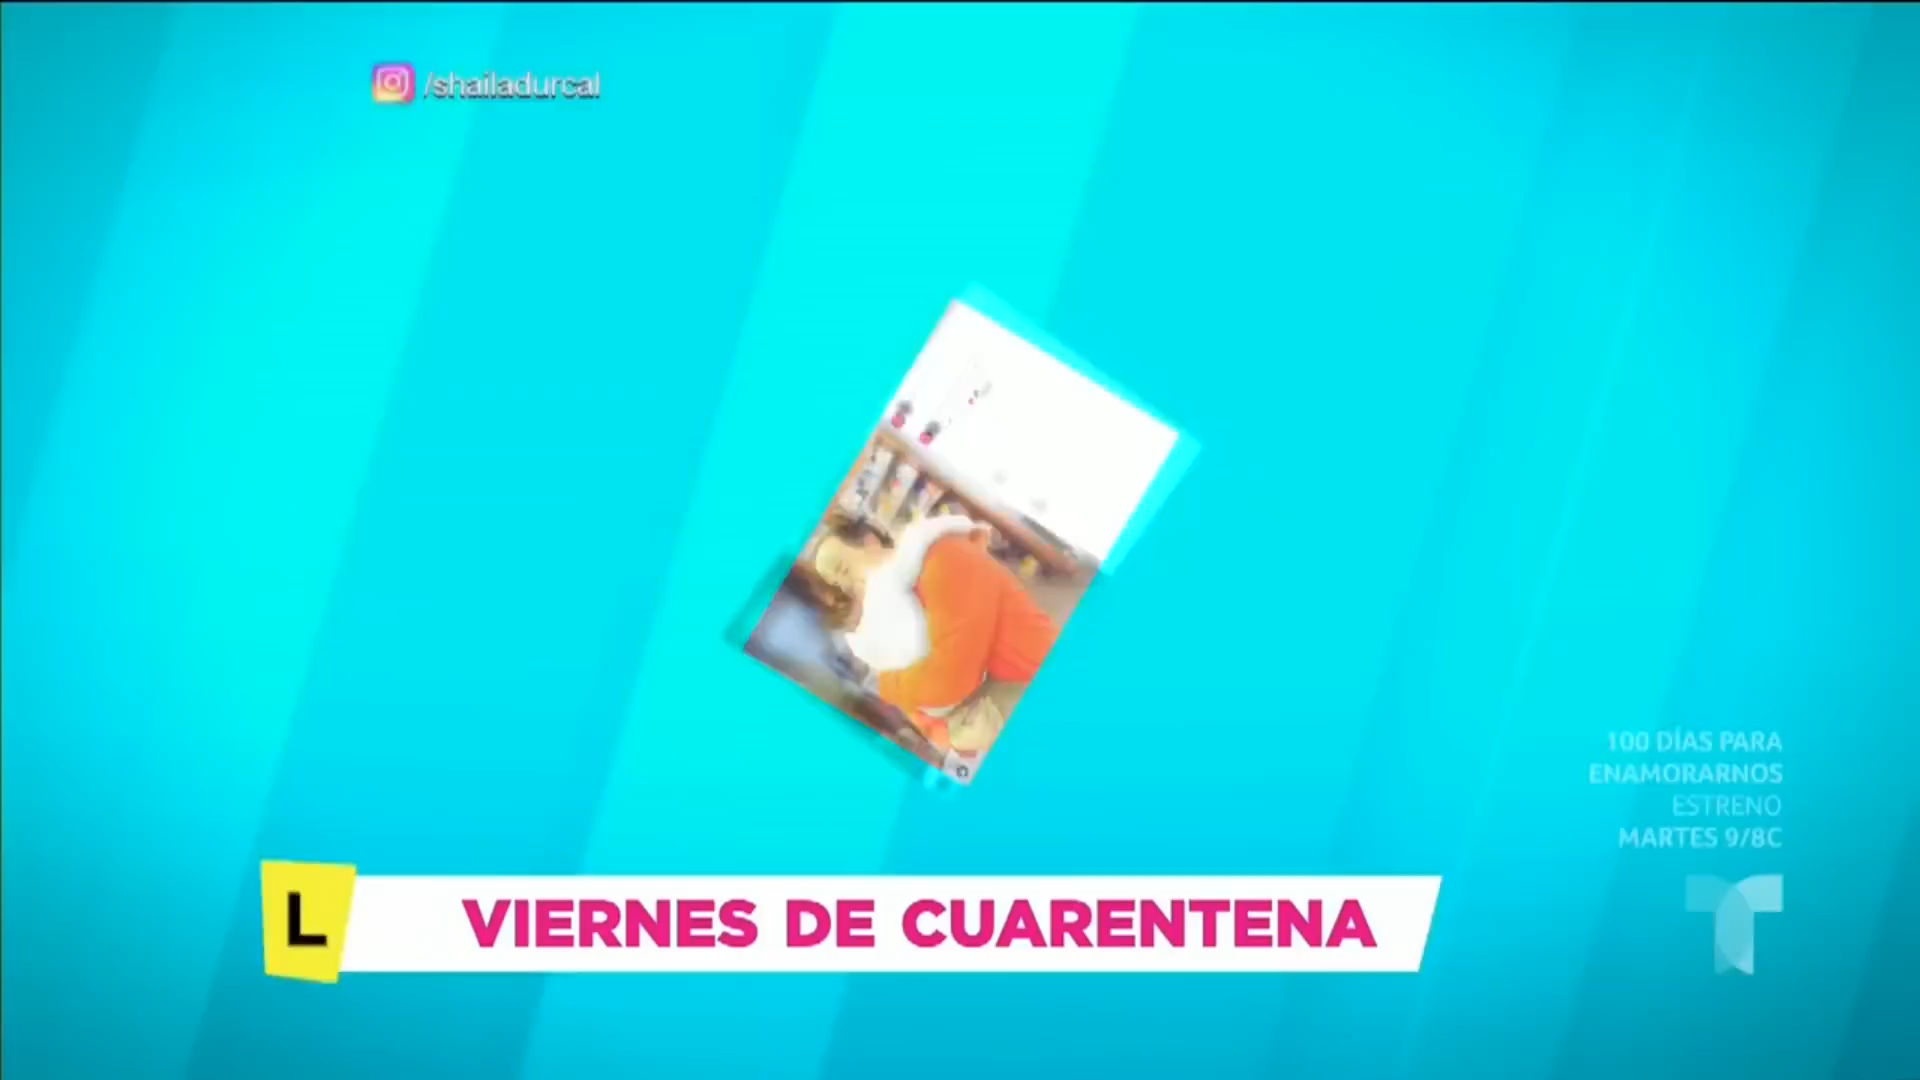 /shailadurcal
100 DÍAS PARA
ENAMORARNOS
ESTRENO
MARTES 9/8C
L
VIERNES DE CUARENTENA